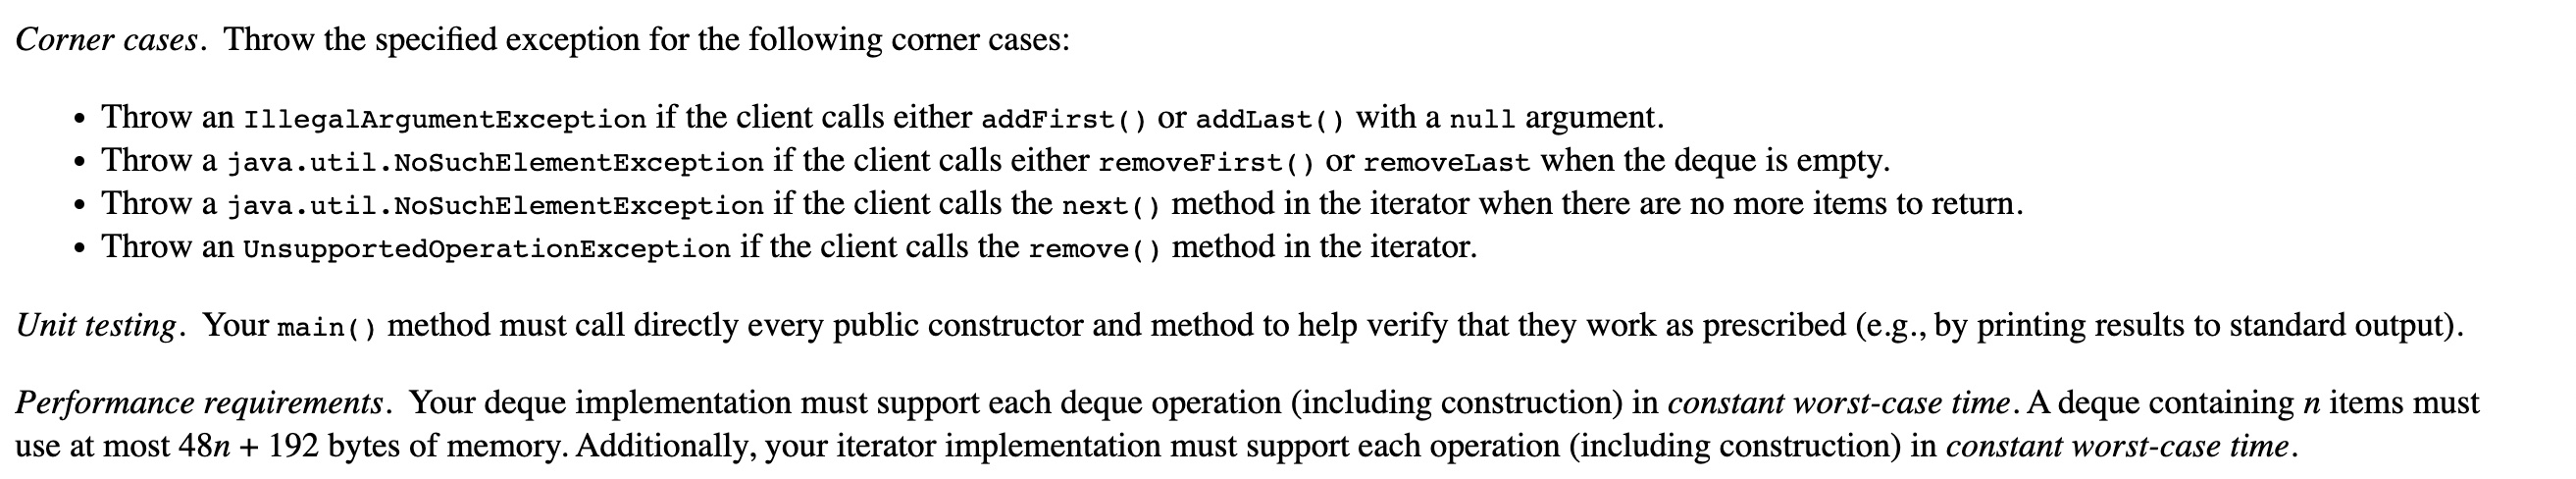 Corner cases. Throw the specified exception for the following corner cases:
• Throw an IllegalArgumentException if the client calls either addFirst() or addLast() with a null argument.
• Throw a java.util.NoSuchElementException if the client calls either removeFirst() or removeLast when the deque is empty.
• Throw a java.util.NoSuchElementException if the client calls the next() method in the iterator when there are no more items to return.
• Throw an UnsupportedOperationException if the client calls the remove() method in the iterator.
Unit testing. Your main() method must call directly every public constructor and method to help verify that they work as prescribed (e.g., by printing results to standard output).
Performance requirements. Your deque implementation must support each deque operation (including construction) in constant worst-case time. A deque containing n items must
use at most 48n + 192 bytes of memory. Additionally, your iterator implementation must support each operation (including construction) in constant worst-case time.